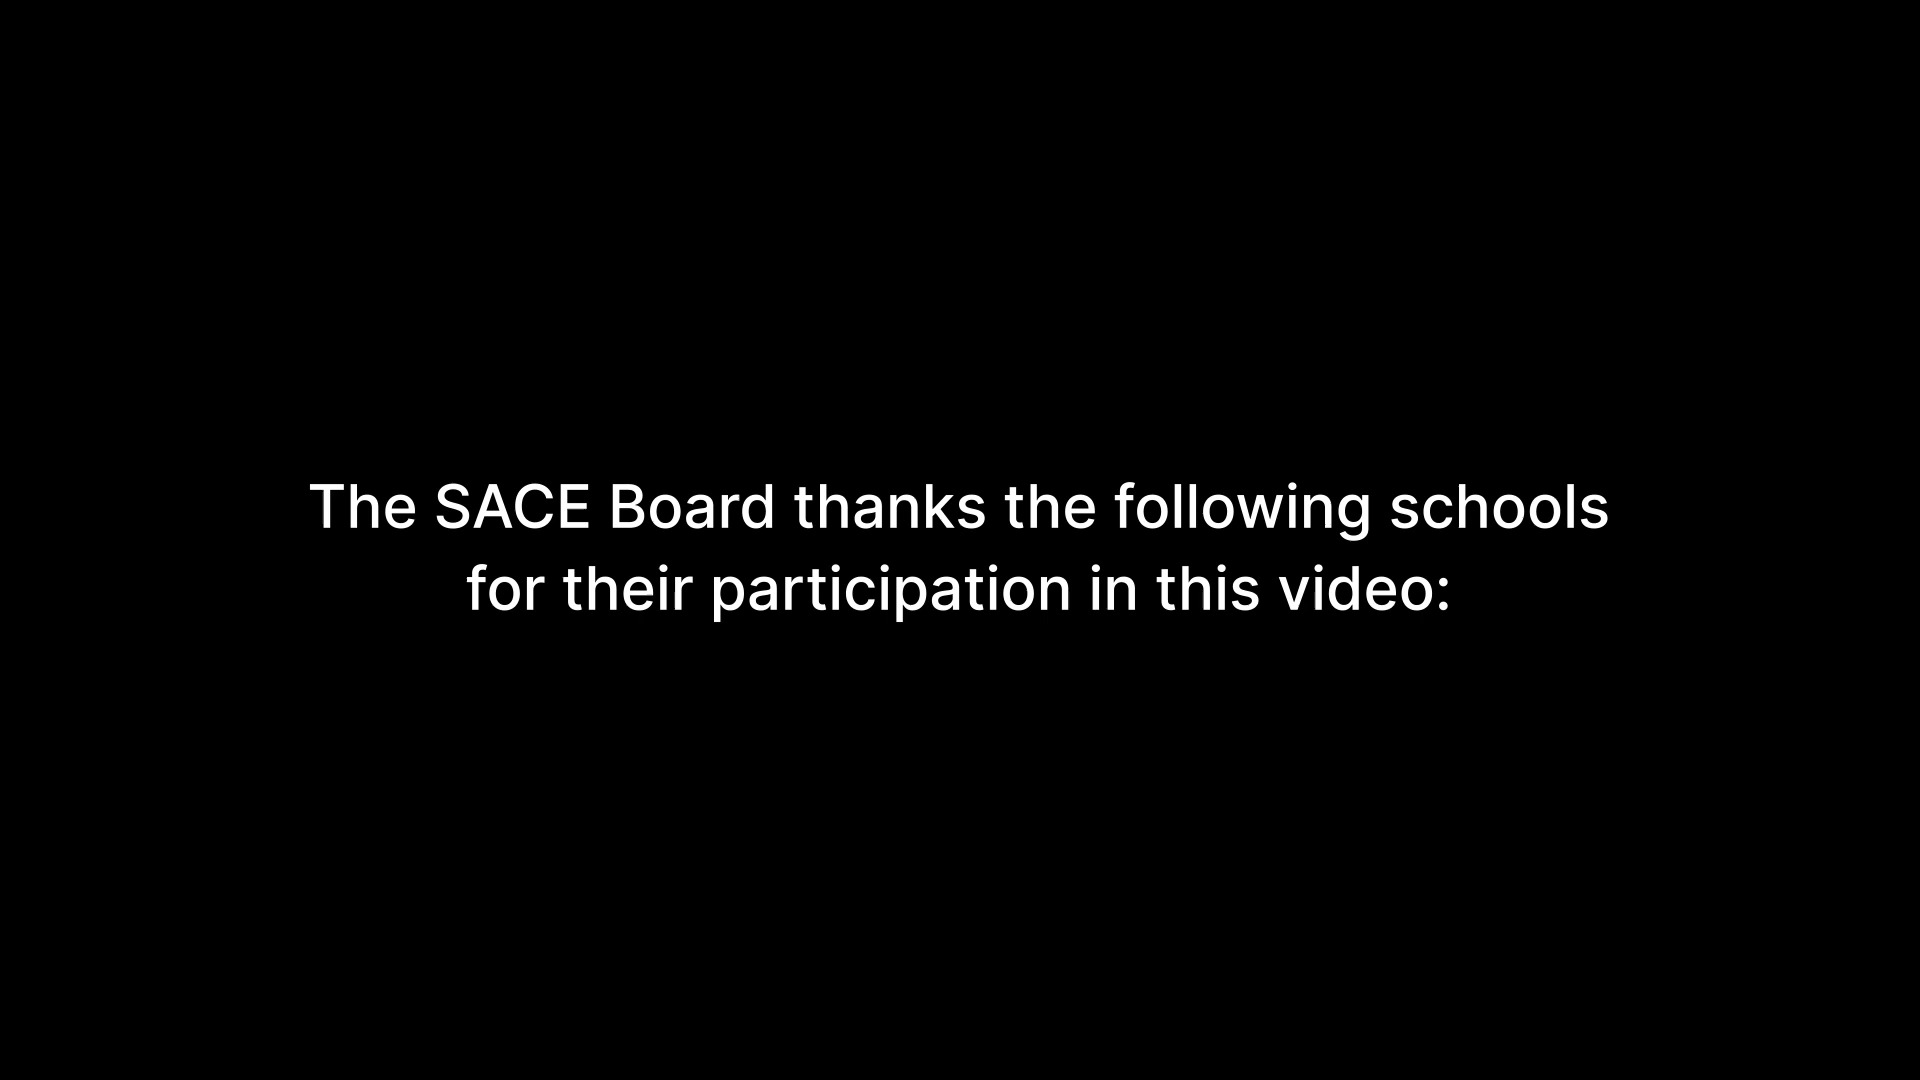 The SACE Board thanks the following schools
for their participation in this video: